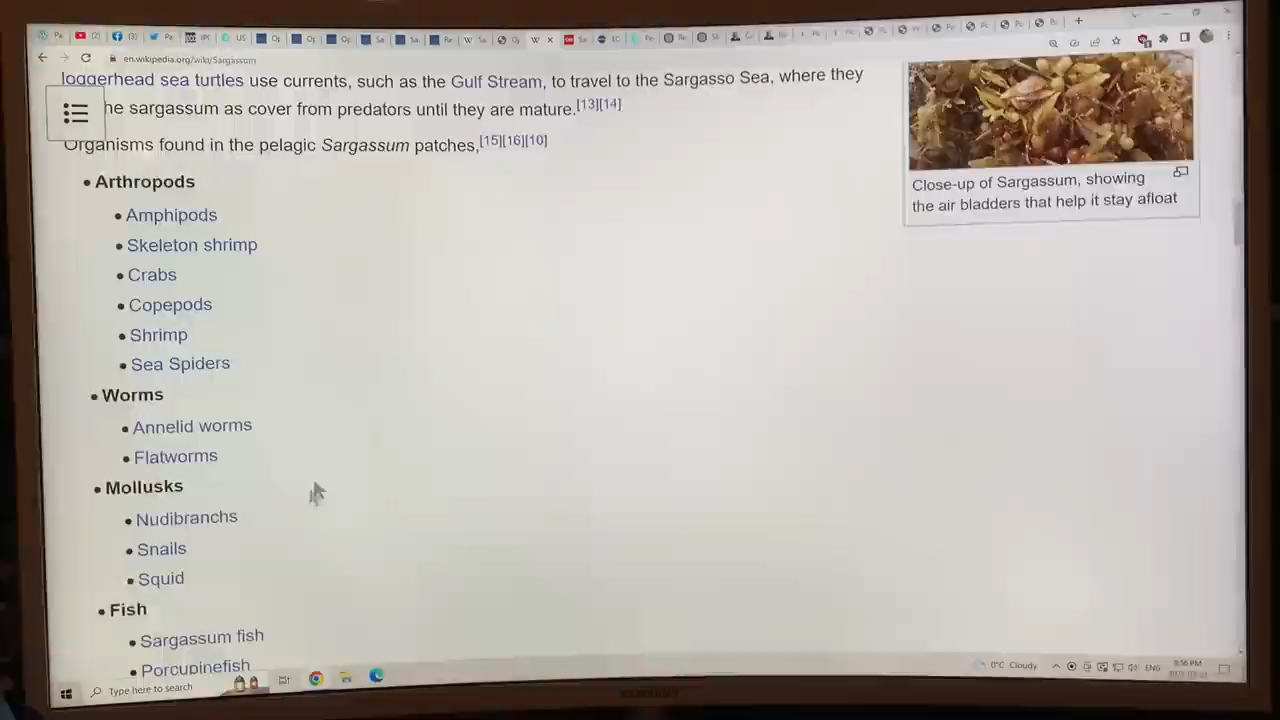 en.wikipedia.org/wiki/Sargassum
loggerhead sea turtles use currents, such as the Gulf Stream, to travel to the Sargasso Sea, where they
he sargassum as cover from predators until they are mature.[13][14]
Organisms found in the pelagic Sargassum patches,[15][16][10]
• Arthropods
• Amphipods
• Skeleton shrimp
• Crabs
• Copepods
• Shrimp
• Sea Spiders
• Worms
• Annelid worms
• Flatworms
• Mollusks
• Nudibranchs
• Snails
• Squid
• Fish
• Sargassum fish
• Porcupinefish
Close-up of Sargassum, showing
the air bladders that help it stay afloat
Type here to search
0°C Cloudy
ENG